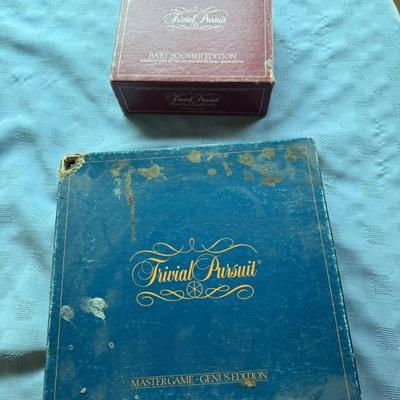 Trivial Pursuit
BABY BOOMER EDITION
Trivial Pursuit
Trivial Pursuit®
MASTER GAME - GENUS EDITION